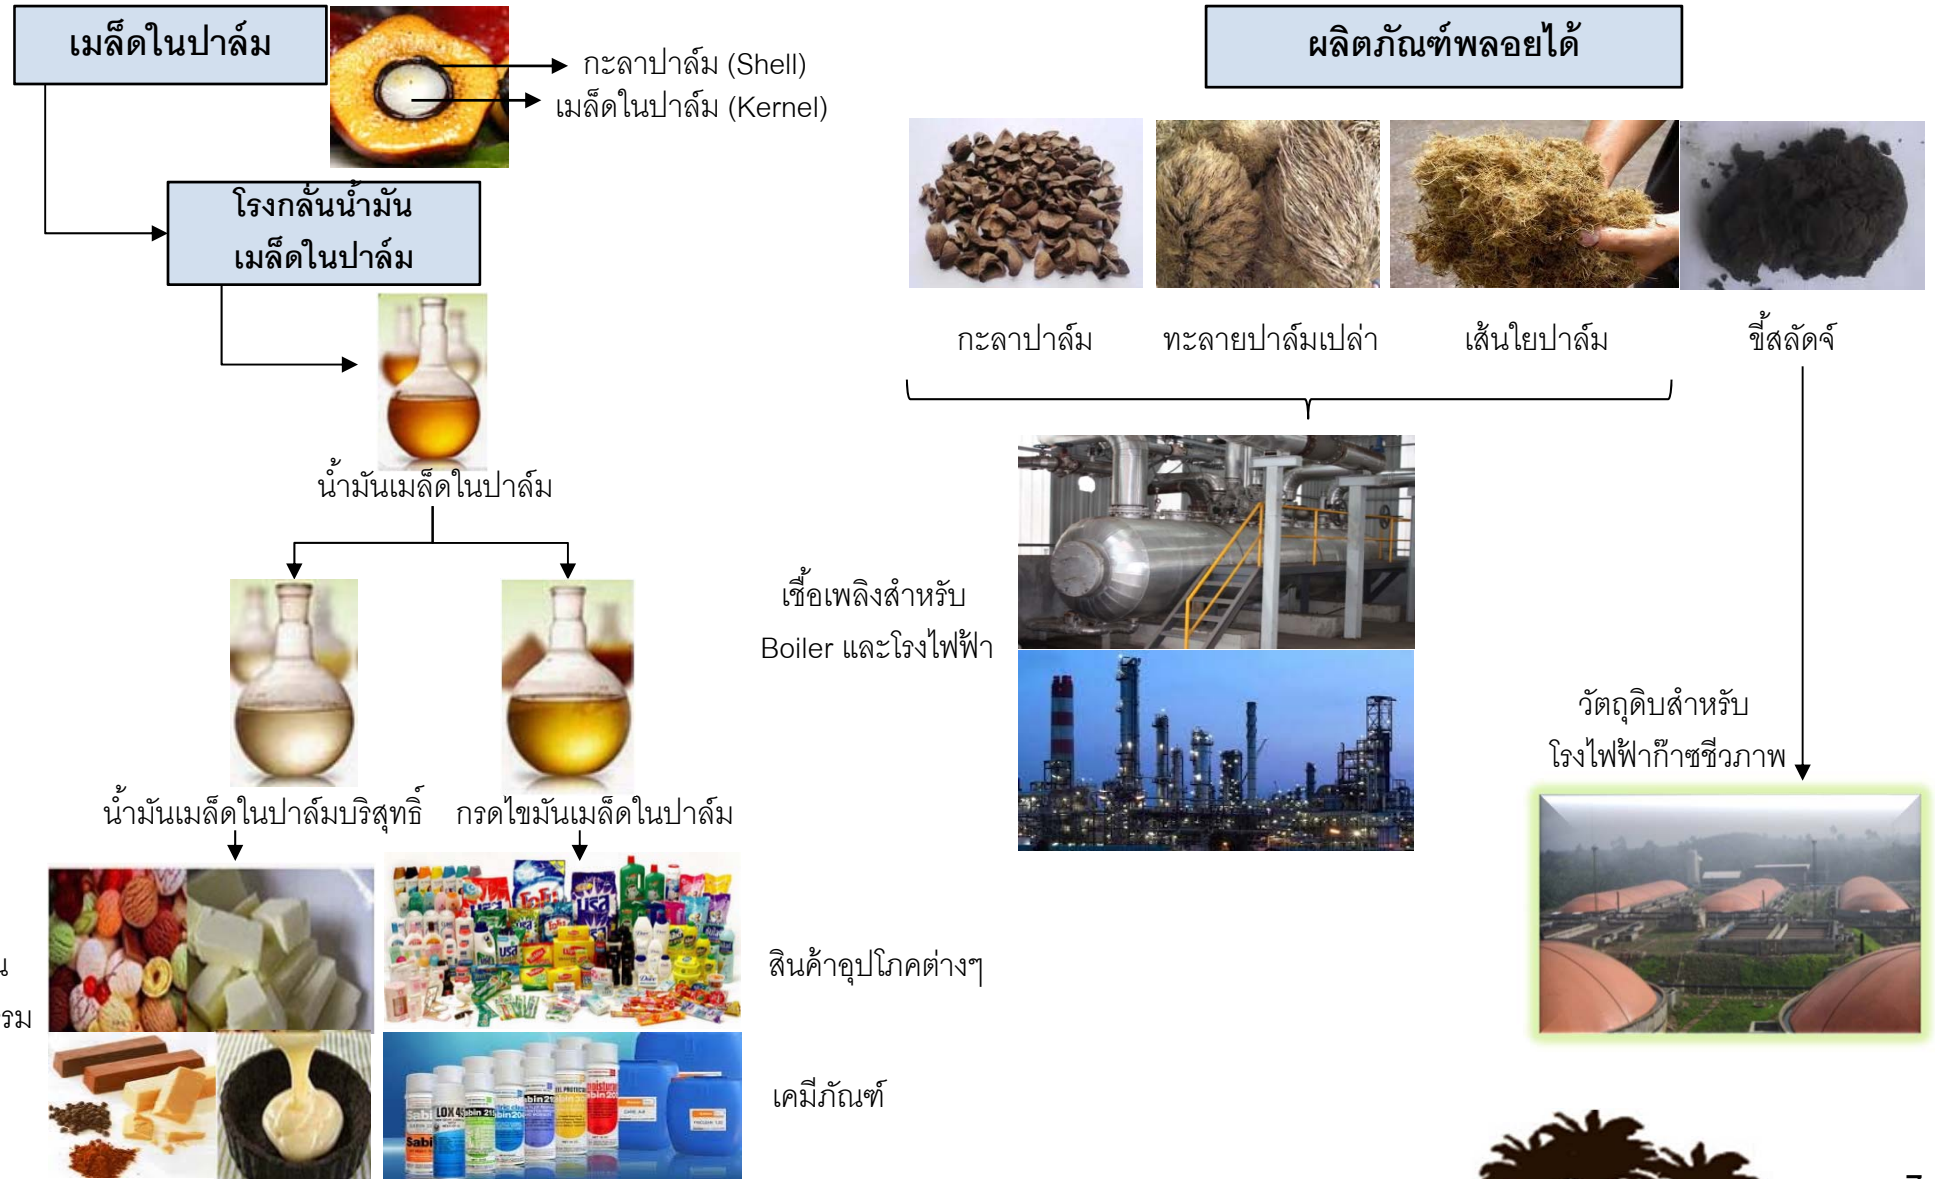 เมล็ดในปาล์ม
กะลาปาล์ม (Shell)
เมล็ดในปาล์ม (Kernel)
โรงกลั่นน้ำมัน
เมล็ดในปาล์ม
น้ำมันเมล็ดในปาล์ม
น้ำมันเมล็ดในปาล์มบริสุทธิ์
กรดไขมันเมล็ดในปาล์ม
น
รม
สินค้าอุปโภคต่างๆ
เคมีภัณฑ์
ผลิตภัณฑ์พลอยได้
กะลาปาล์ม
ทะลายปาล์มเปล่า
เส้นใยปาล์ม
ขี้สลัดจ์
เชื้อเพลิงสำหรับ
Boiler และโรงไฟฟ้า
วัตถุดิบสำหรับ
โรงไฟฟ้าก๊าซชีวภาพ